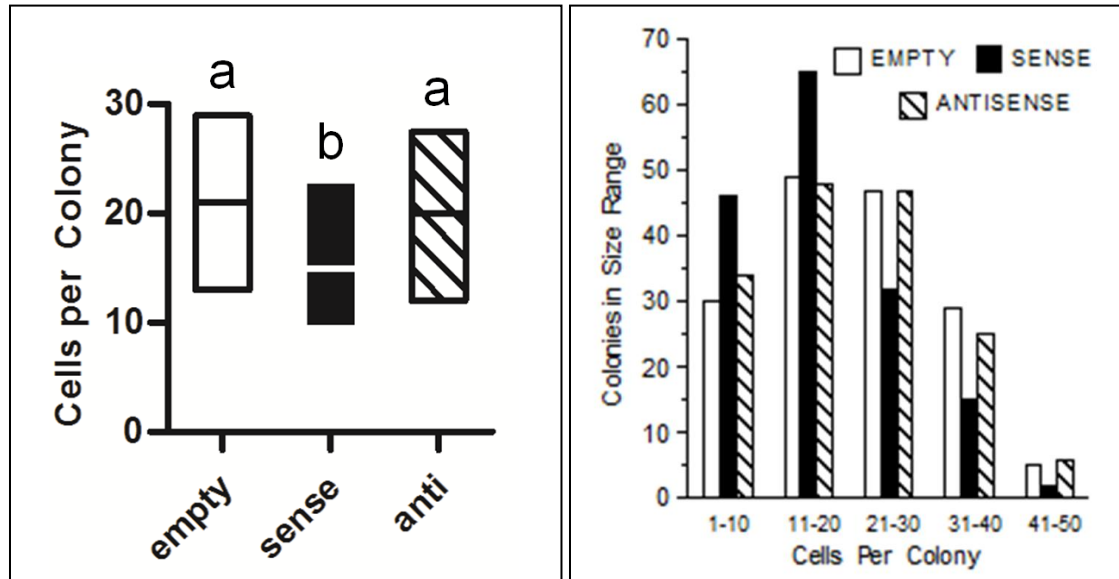 a
a
b
30
20
10
0
Cells per Colony
empty
sense
anti
70
60
50
40
30
20
10
0
Colonies in Size Range
EMPTY
SENSE
ANTISENSE
1-10
11-20
21-30
31-40
41-50
Cells Per Colony